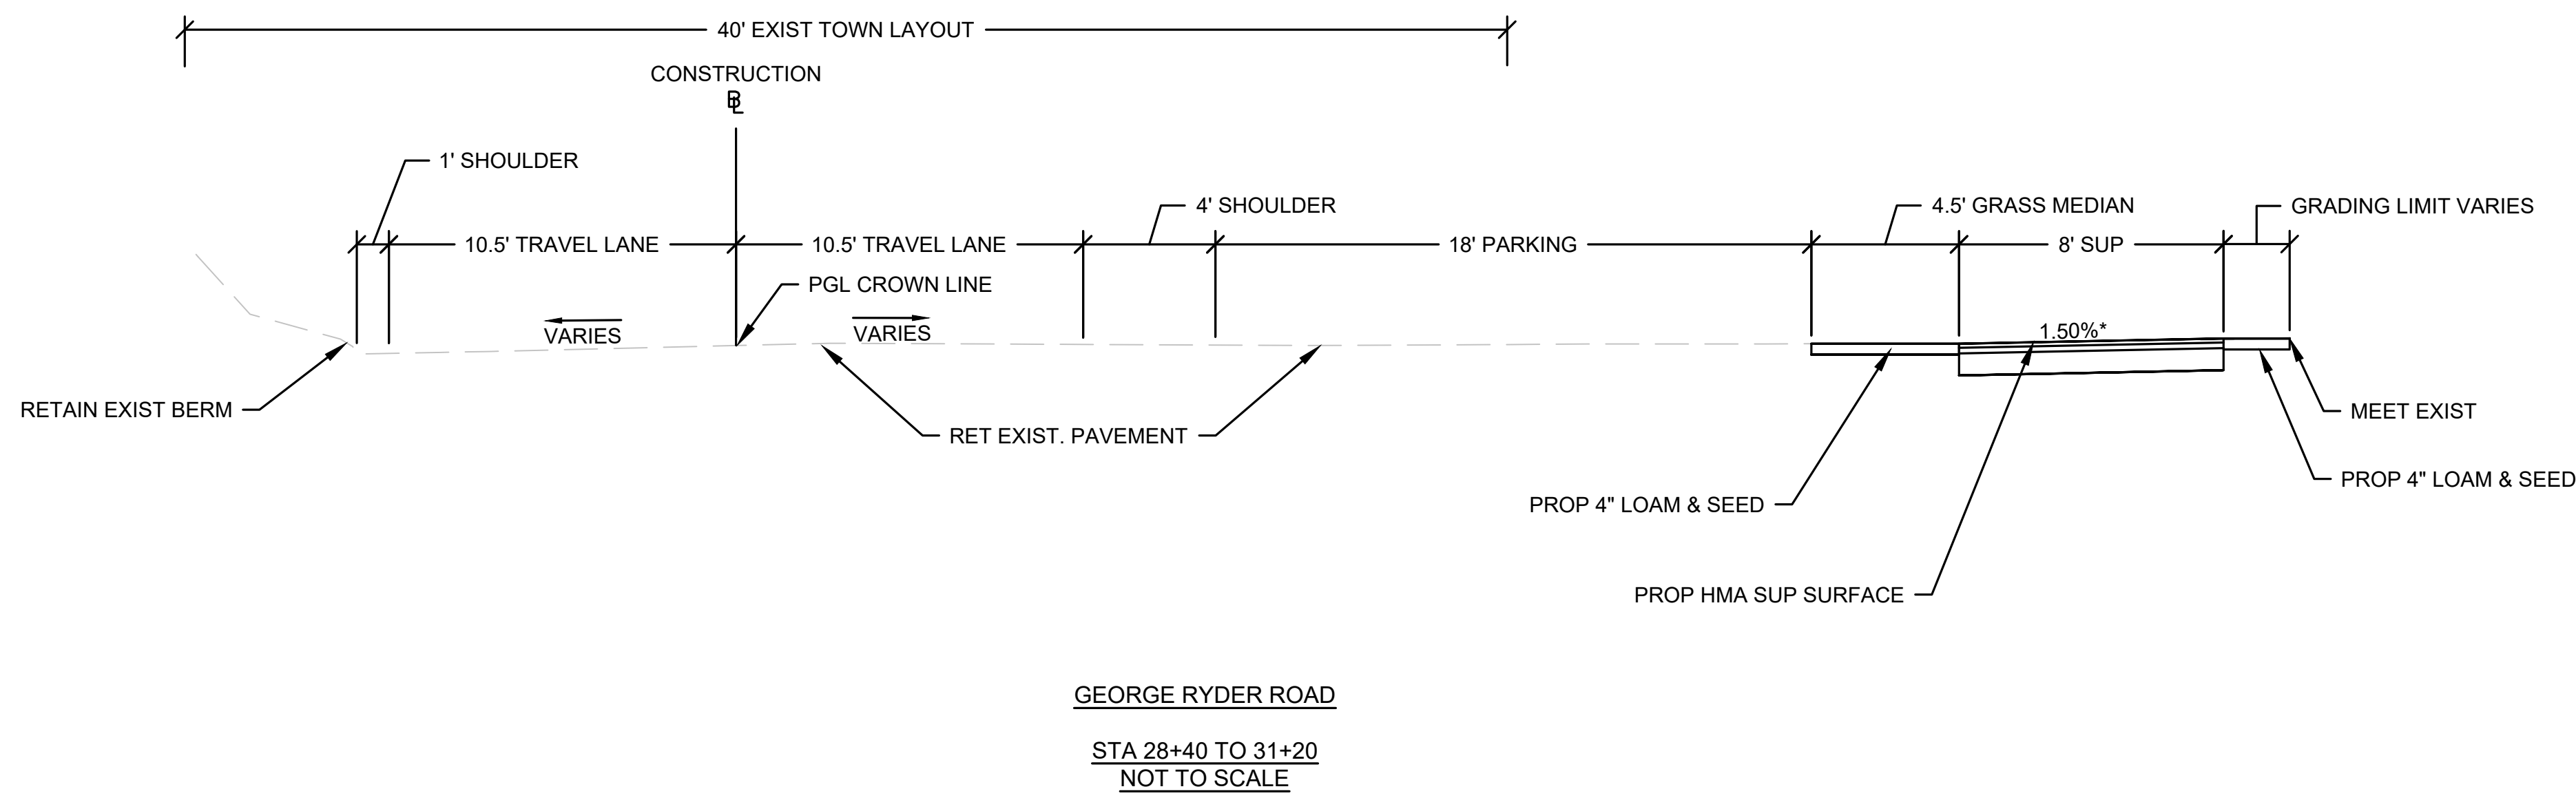 40' EXIST TOWN LAYOUT
CONSTRUCTION
BL
1' SHOULDER
4' SHOULDER
4.5' GRASS MEDIAN
GRADING LIMIT VARIES
10.5' TRAVEL LANE
10.5' TRAVEL LANE
18' PARKING
8' SUP
PGL CROWN LINE
VARIES
VARIES
1.50%*
RETAIN EXIST BERM
RET EXIST. PAVEMENT
MEET EXIST
PROP 4" LOAM & SEED
PROP 4" LOAM & SEED
PROP HMA SUP SURFACE
GEORGE RYDER ROAD
STA 28+40 TO 31+20
NOT TO SCALE